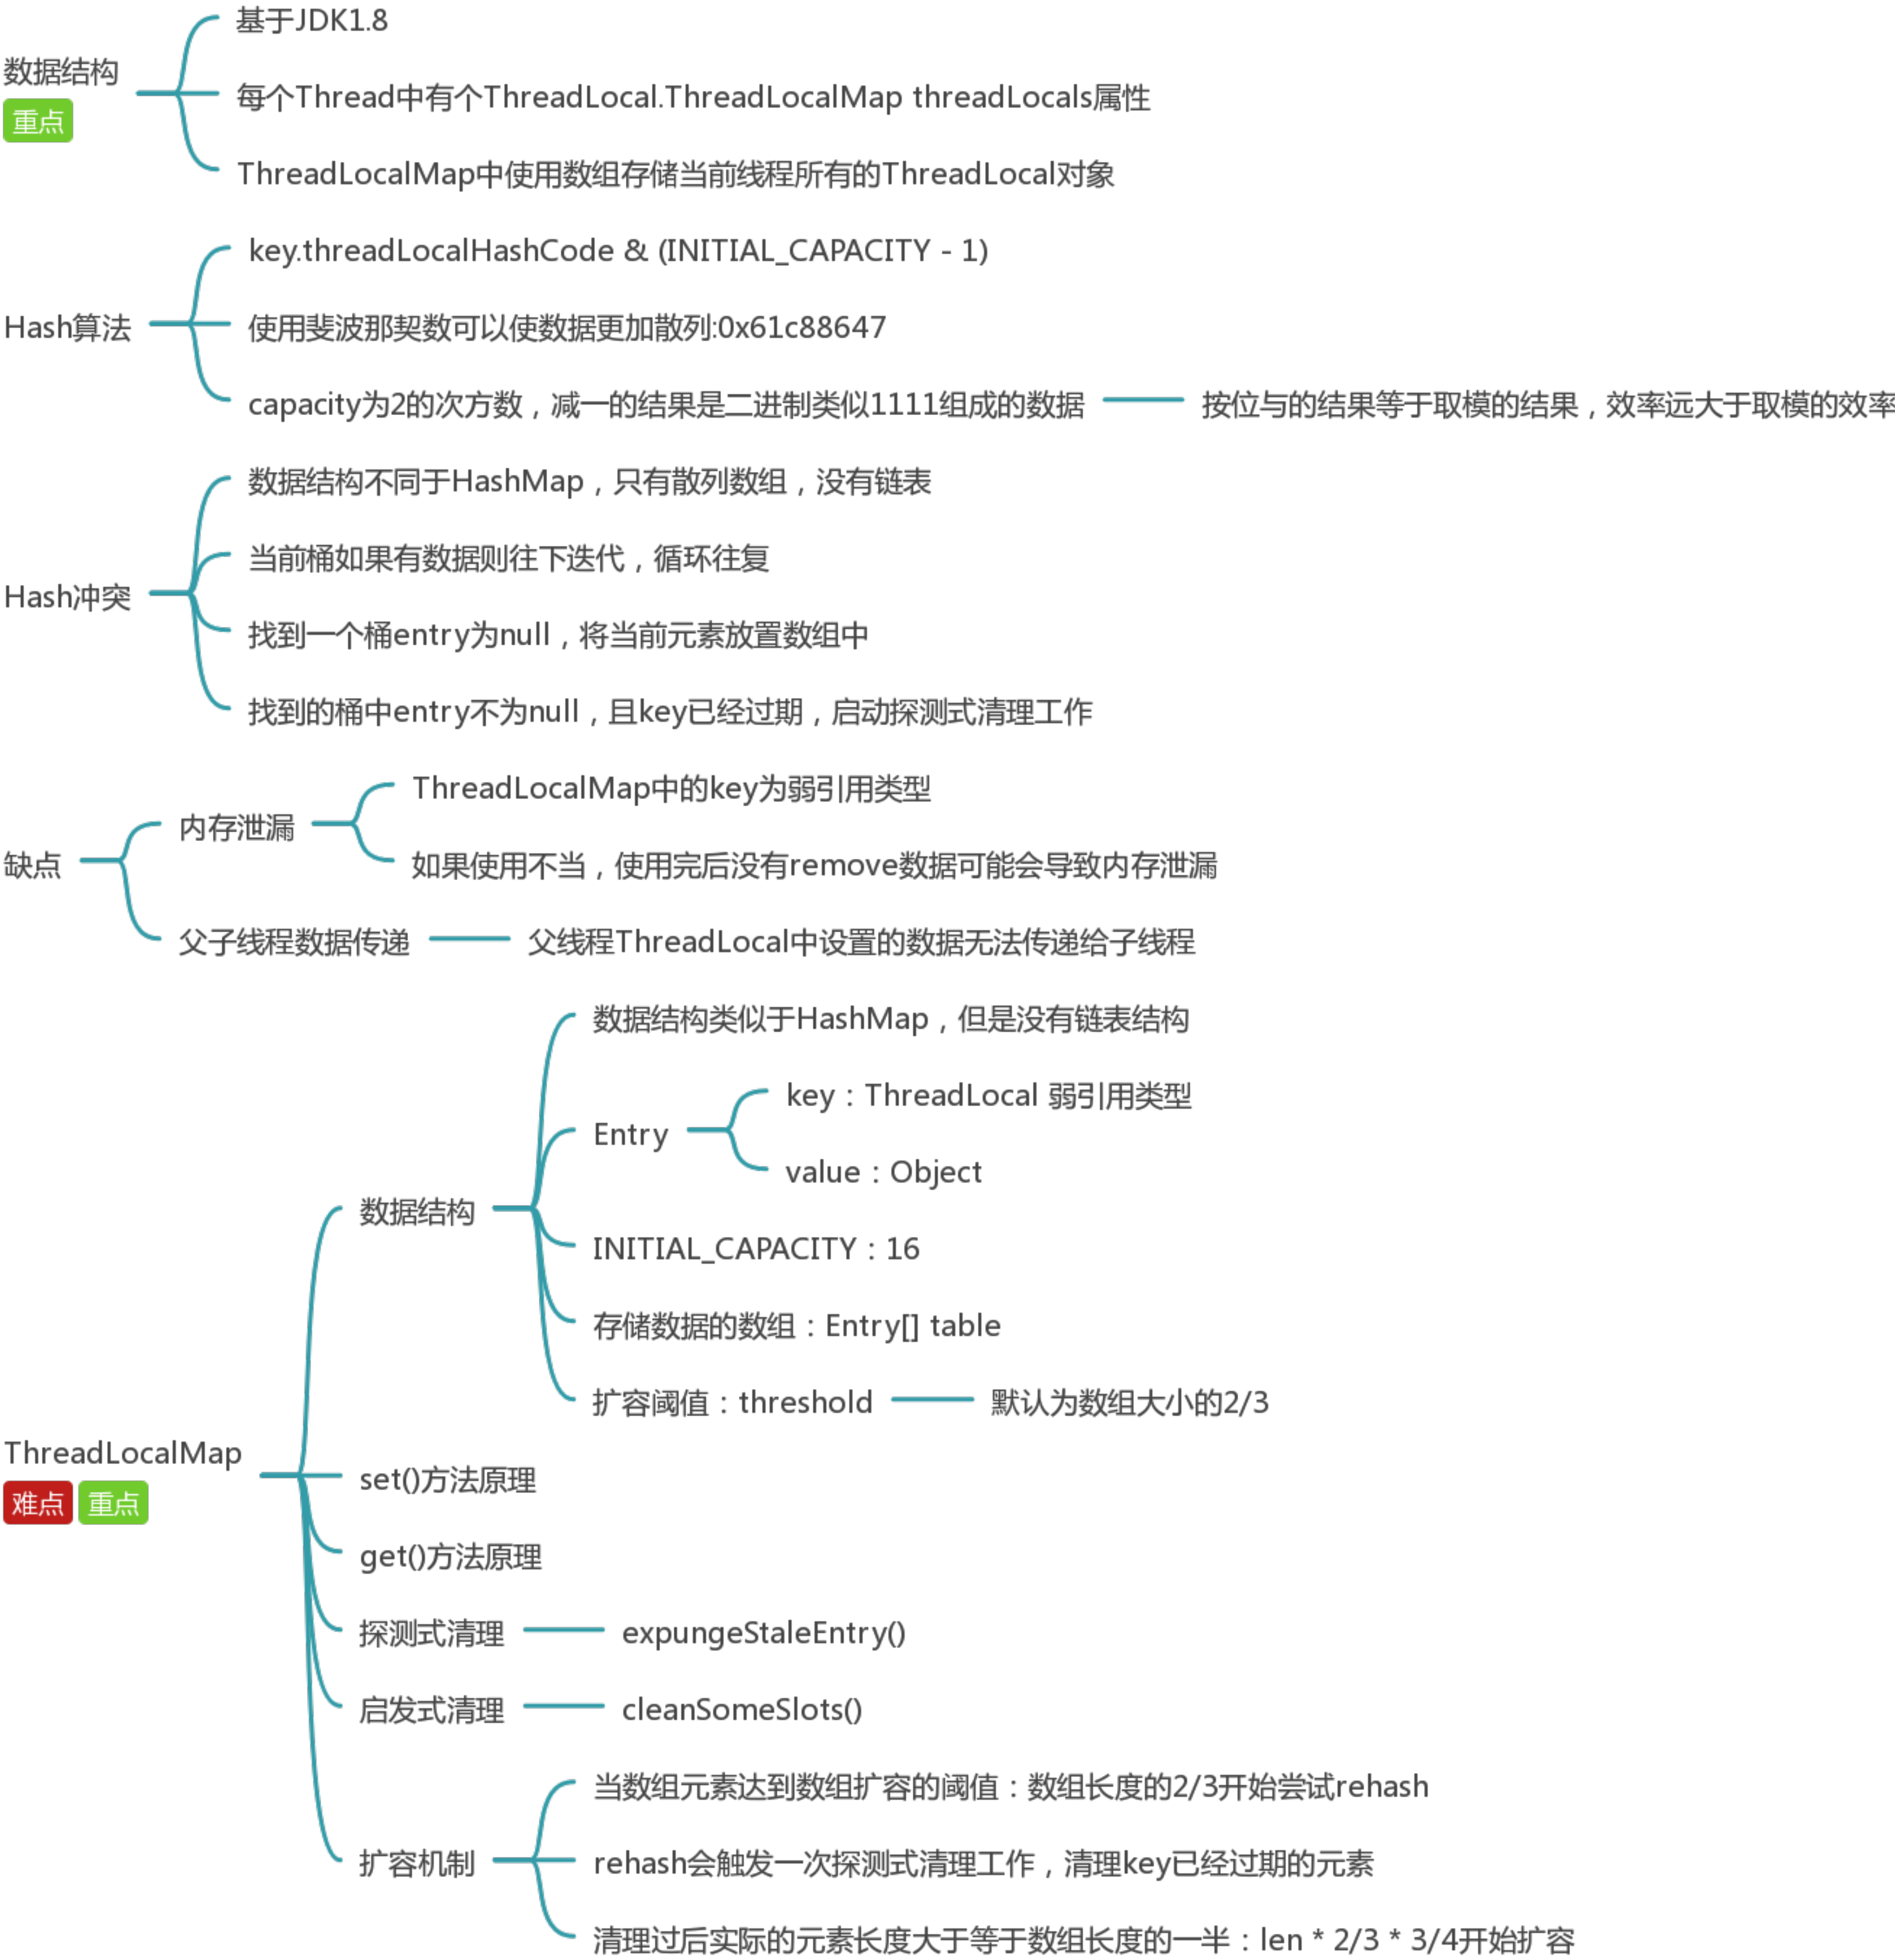 数据结构
重点
基于JDK1.8
每个Thread中有个ThreadLocal.ThreadLocalMap threadLocals属性
ThreadLocalMap中使用数组存储当前线程所有的ThreadLocal对象
Hash算法
key.threadLocalHashCode & (INITIAL_CAPACITY - 1)
使用斐波那契数可以使数据更加散列:0x61c88647
capacity为2的次方数，减一的结果是二进制类似1111组成的数据
按位与的结果等于取模的结果，效率远大于取模的效率
Hash冲突
数据结构不同于HashMap，只有散列数组，没有链表
当前桶如果有数据则往下迭代，循环往复
找到一个桶entry为null，将当前元素放置数组中
找到的桶中entry不为null，且key已经过期，启动探测式清理工作
缺点
内存泄漏
ThreadLocalMap中的key为弱引用类型
如果使用不当，使用完后没有remove数据可能会导致内存泄漏
父子线程数据传递
父线程ThreadLocal中设置的数据无法传递给子线程
ThreadLocalMap
难点 重点
数据结构
数据结构类似于HashMap，但是没有链表结构
Entry
key：ThreadLocal 弱引用类型
value：Object
INITIAL_CAPACITY：16
存储数据的数组：Entry[] table
扩容阈值：threshold
默认为数组大小的2/3
set()方法原理
get()方法原理
探测式清理
expungeStaleEntry()
启发式清理
cleanSomeSlots()
扩容机制
当数组元素达到数组扩容的阈值：数组长度的2/3开始尝试rehash
rehash会触发一次探测式清理工作，清理key已经过期的元素
清理过后实际的元素长度大于等于数组长度的一半：len * 2/3 * 3/4开始扩容